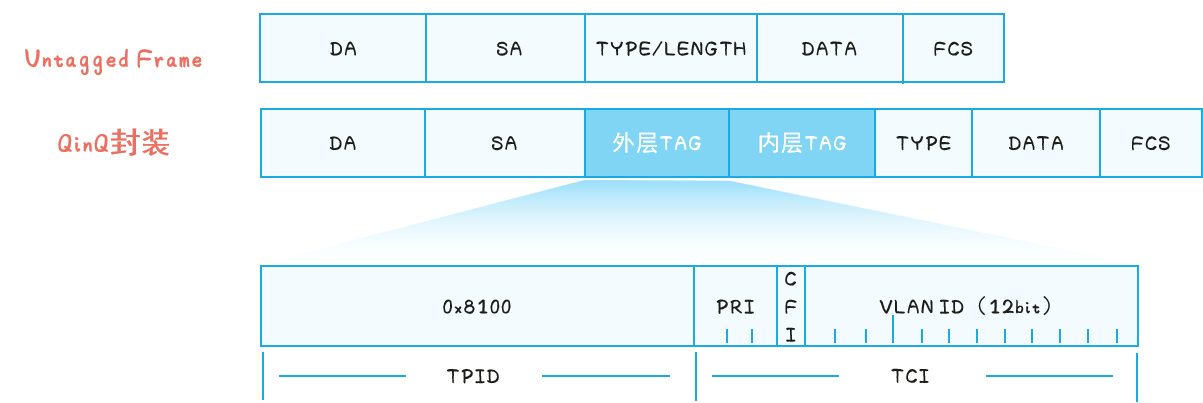 Untagged Frame DA SA TYPE/LENGTH DATA FCS
QinQ封装 DA SA 外层TAG 内层TAG TYPE DATA FCS
0x8100 PRI CFI VLAN ID（12bit）
TPID TCI